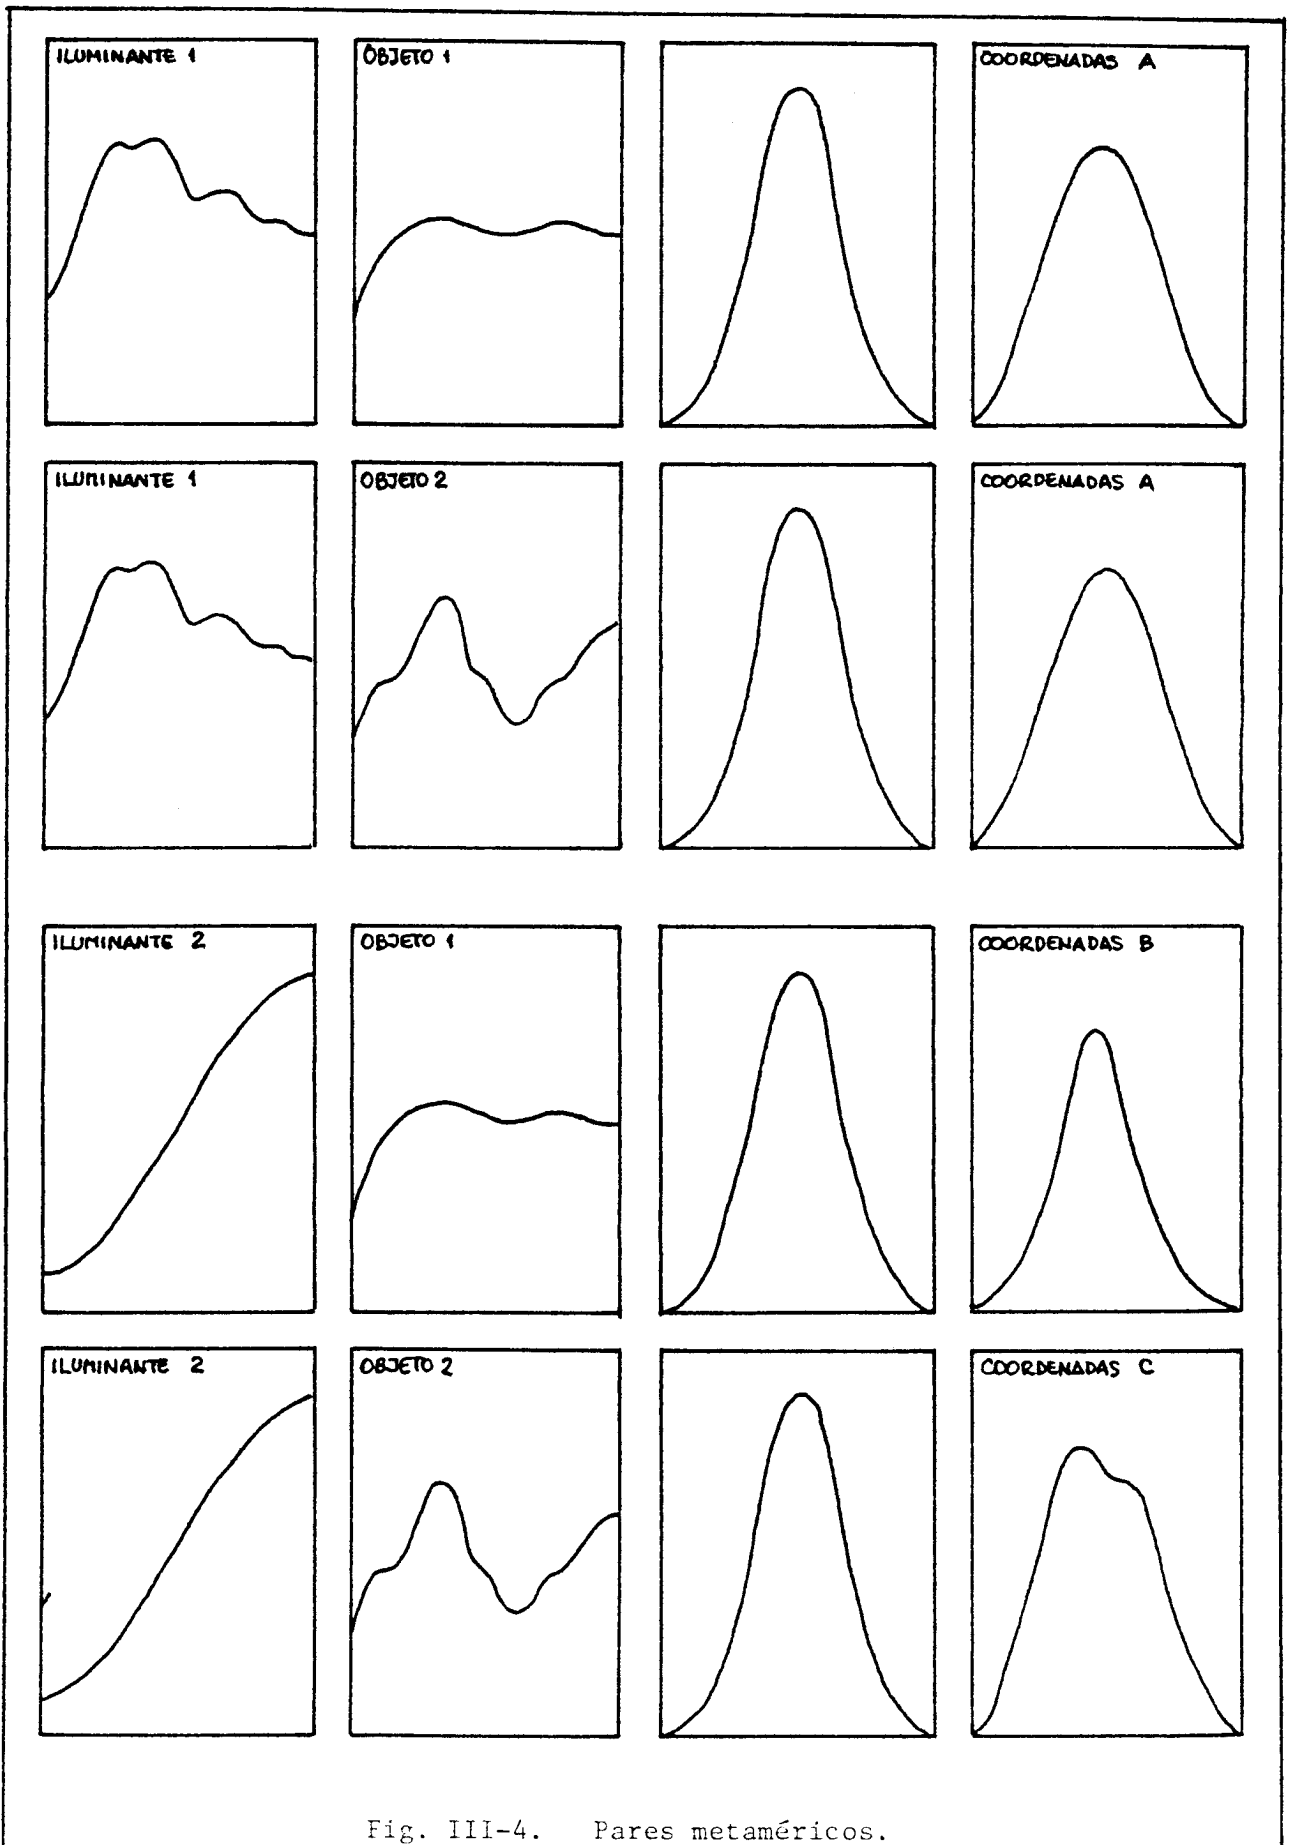 ILUMINANTE 1
OBJETO 1
COORDENADAS A
ILUMINANTE 1
OBJETO 2
COORDENADAS A
ILUMINANTE 2
OBJETO 1
COORDENADAS B
ILUMINANTE 2
OBJETO 2
COORDENADAS C
Fig. III-4. Pares metaméricos.